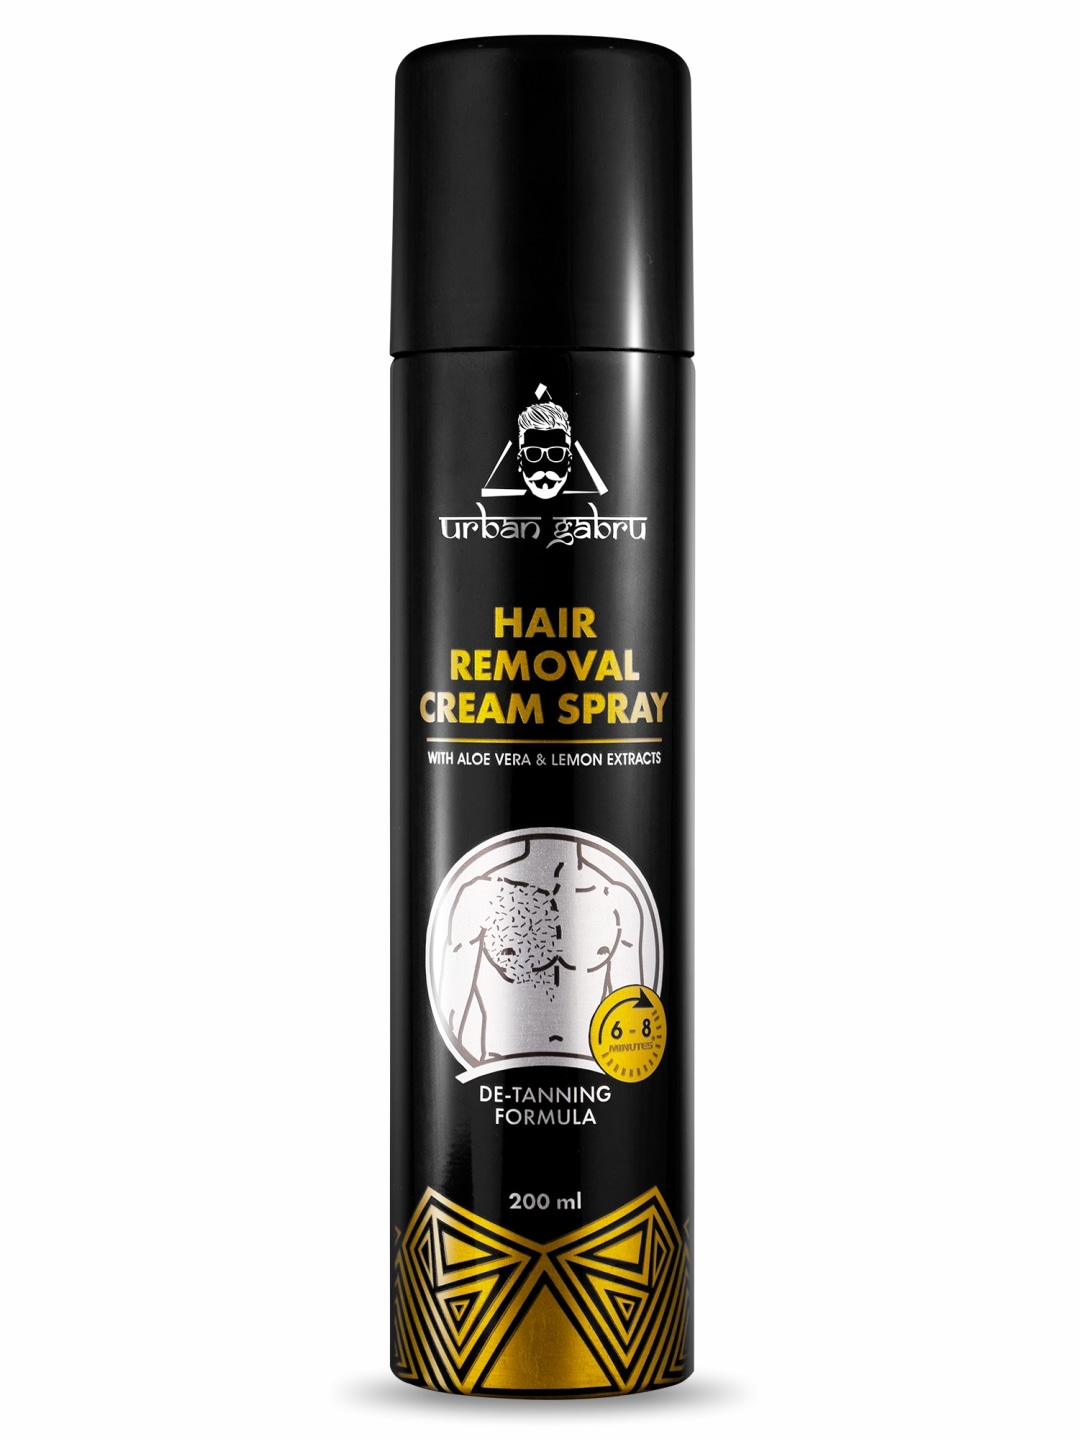 urban gabru
HAIR
REMOVAL
CREAM SPRAY
WITH ALOE VERA & LEMON EXTRACTS
6 - 8
MINUTES
DE-TANNING
FORMULA
200 ml